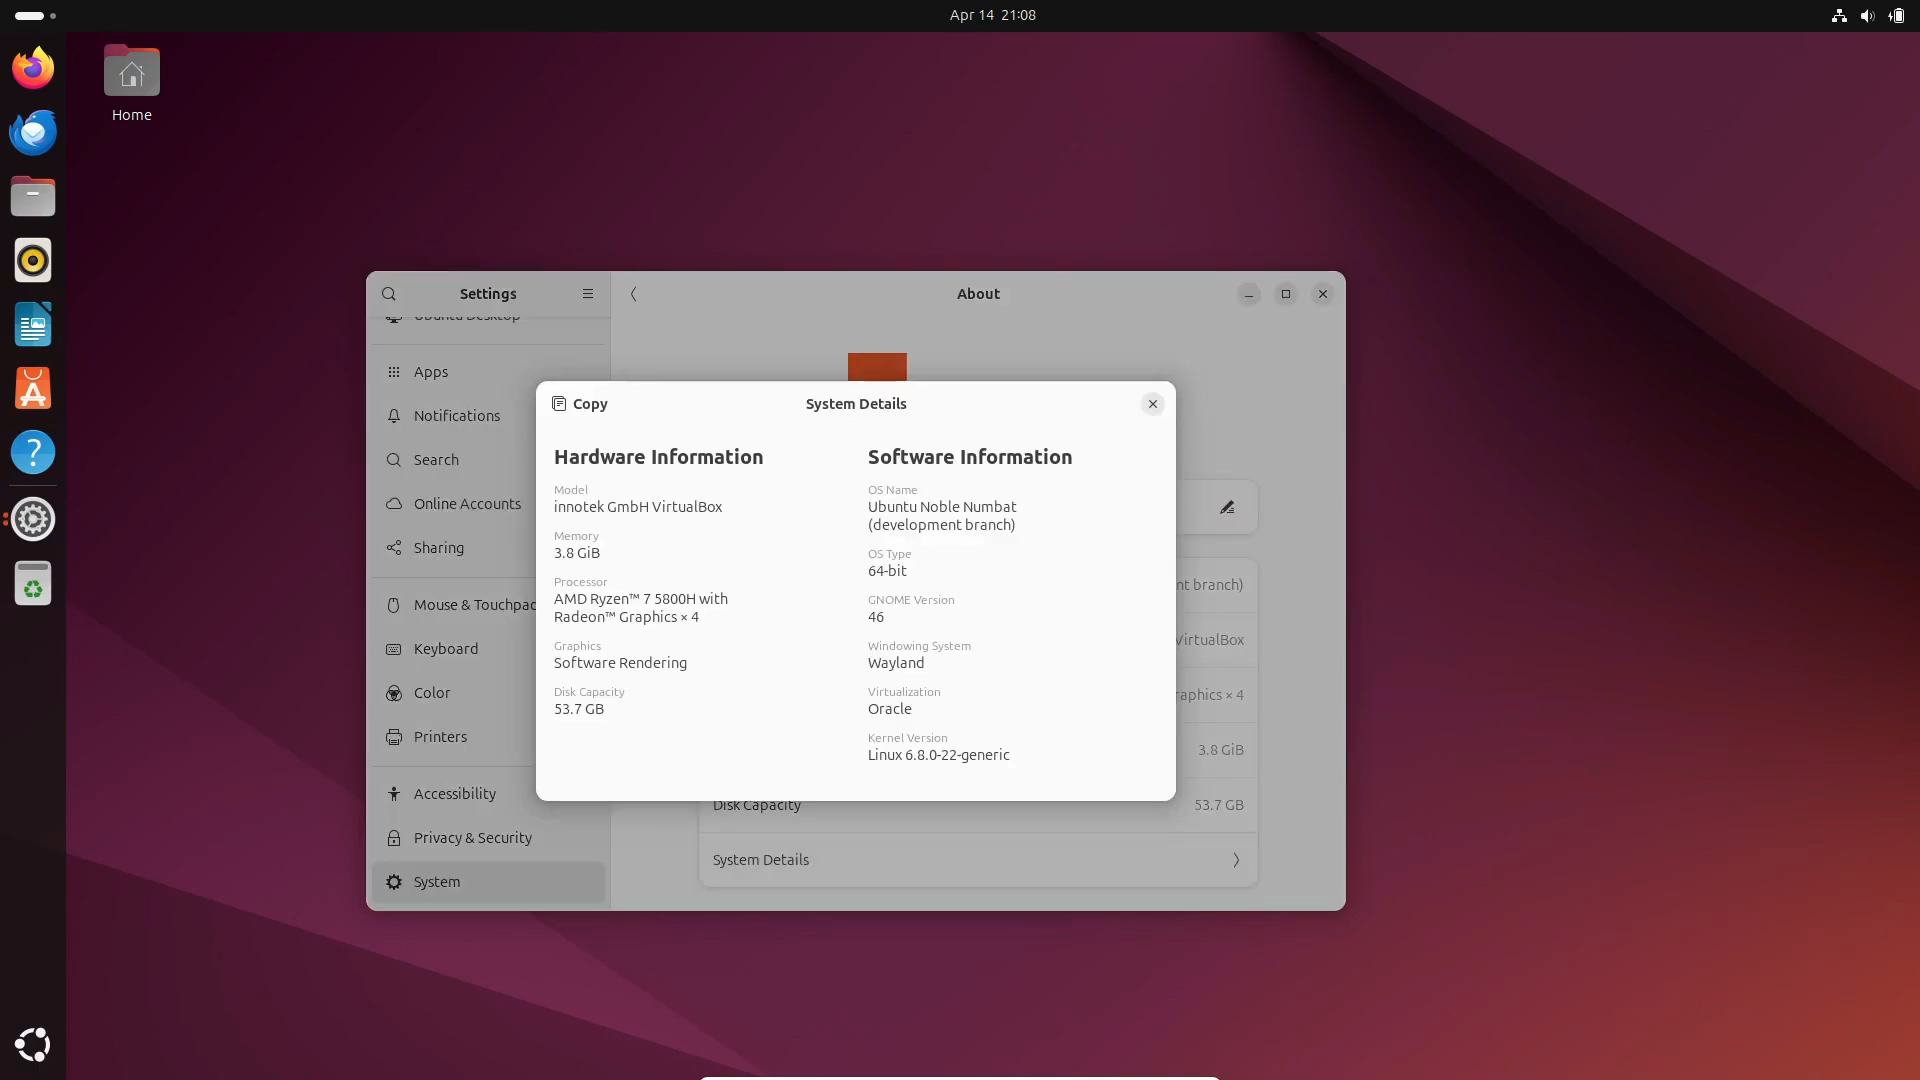 Apr 14 21:08
Home
Settings
About
Ubuntu Desktop
Apps
Notifications
Search
Online Accounts
Sharing
Mouse & Touchpad
Keyboard
Color
Printers
Accessibility
Privacy & Security
System
Copy
System Details
Hardware Information
Model
innotek GmbH VirtualBox
Memory
3.8 GiB
Processor
AMD Ryzen™ 7 5800H with
Radeon™ Graphics × 4
Graphics
Software Rendering
Disk Capacity
53.7 GB
Software Information
OS Name
Ubuntu Noble Numbat
(development branch)
OS Type
64-bit
GNOME Version
46
Windowing System
Wayland
Virtualization
Oracle
Kernel Version
Linux 6.8.0-22-generic
nt branch)
VirtualBox
raphics × 4
3.8 GiB
Disk Capacity
53.7 GB
System Details